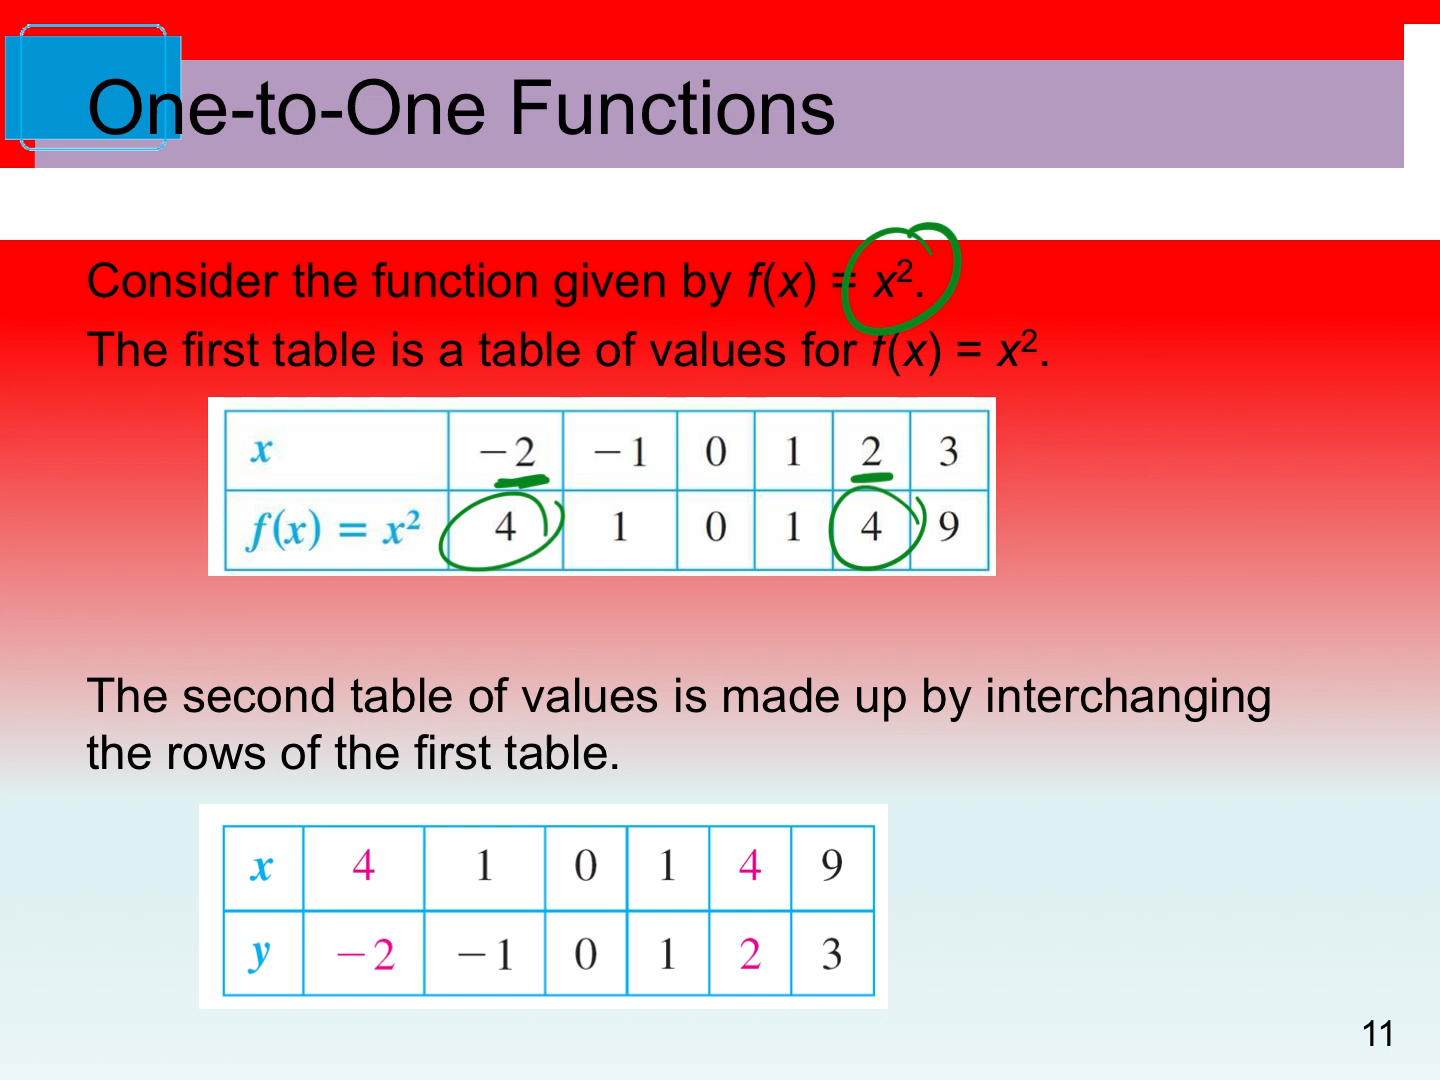 One-to-One Functions
Consider the function given by f(x) = x².
The first table is a table of values for f(x) = x².
x −2 −1 0 1 2 3
f(x) = x² 4 1 0 1 4 9
The second table of values is made up by interchanging
the rows of the first table.
x 4 1 0 1 4 9
y −2 −1 0 1 2 3
11